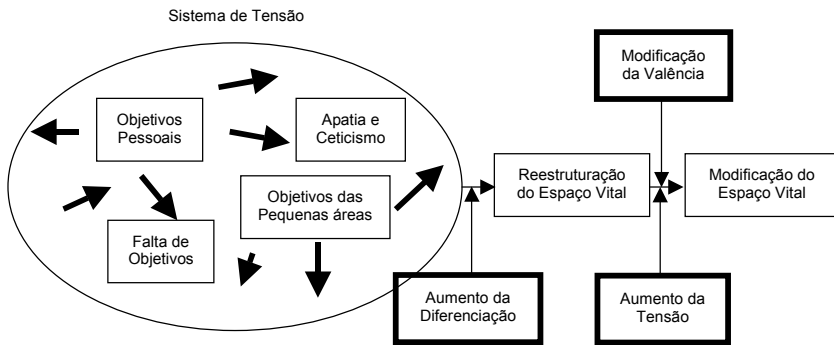 Sistema de Tensão
Modificação
da Valência
Objetivos
Pessoais
Apatia e
Ceticismo
Reestruturação
do Espaço Vital
Modificação do
Espaço Vital
Objetivos das
Pequenas áreas
Falta de
Objetivos
Aumento da
Diferenciação
Aumento da
Tensão